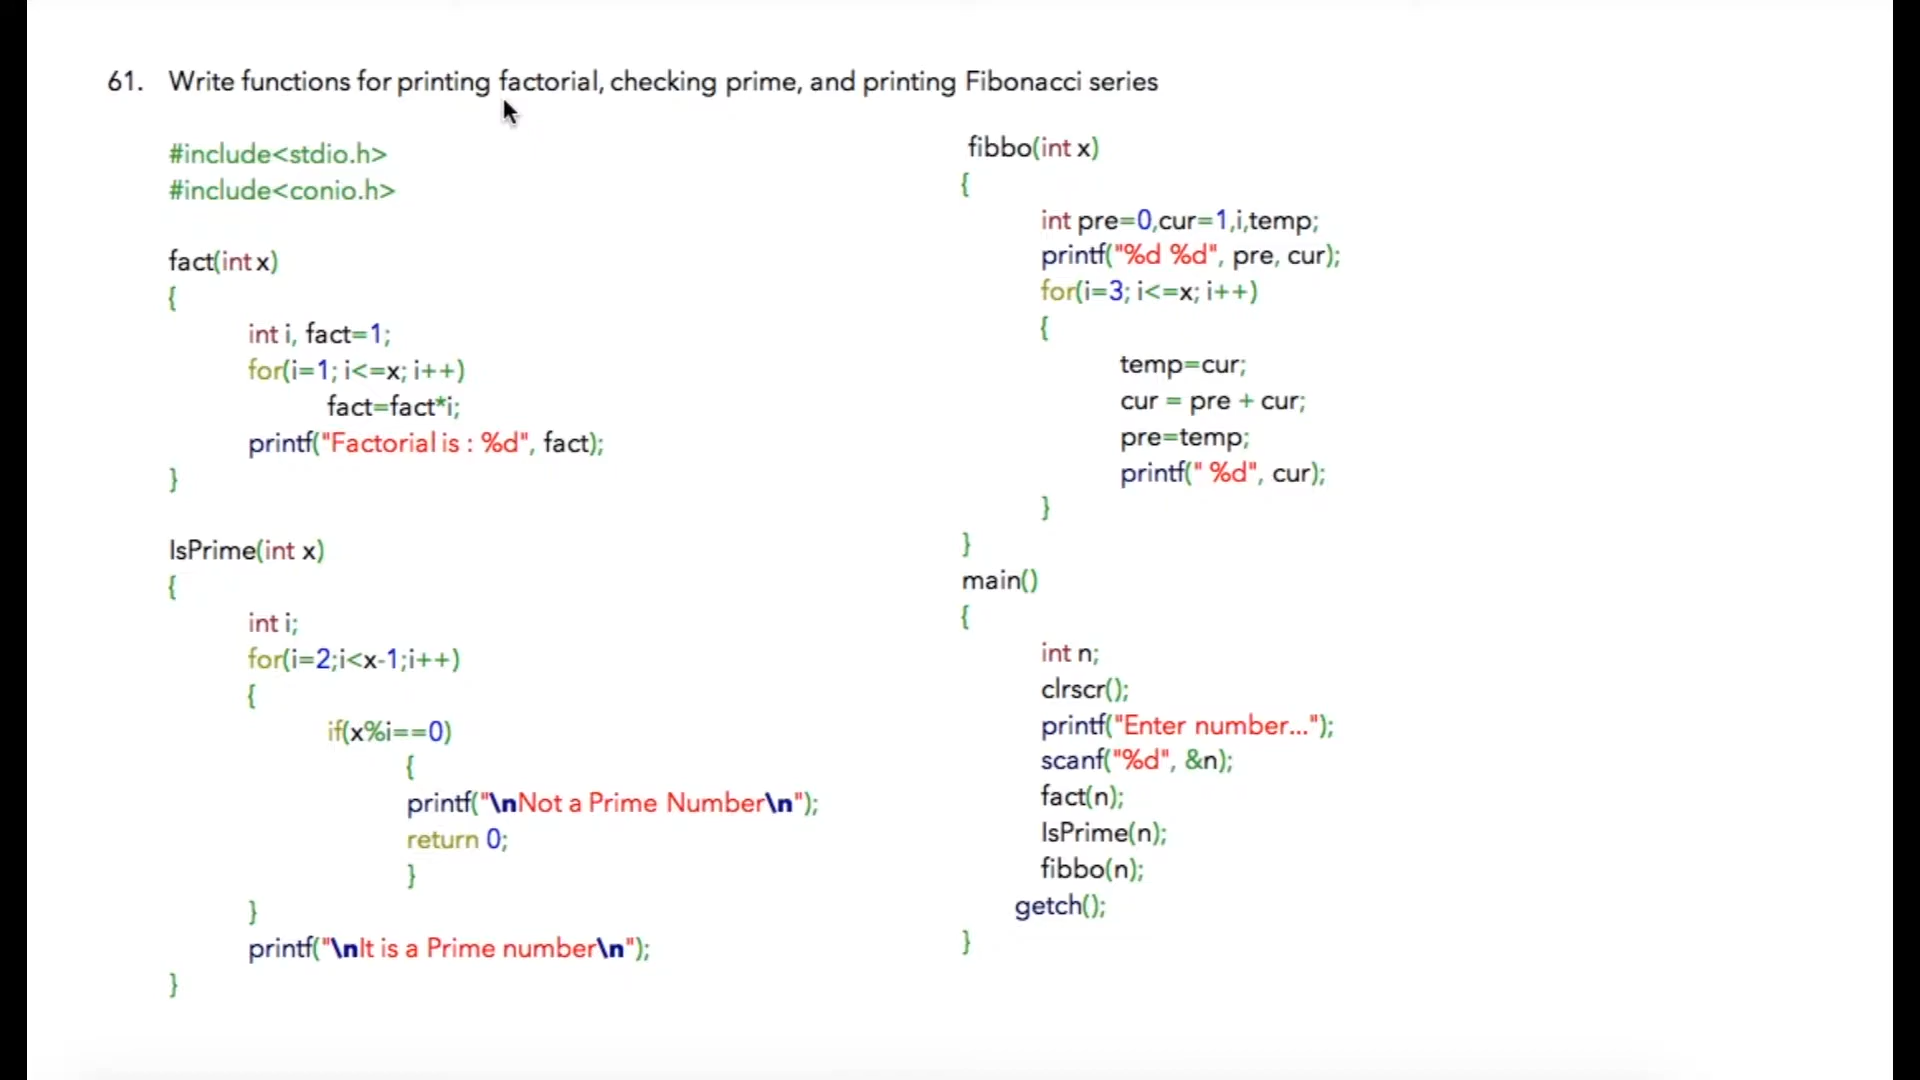 61. Write functions for printing factorial, checking prime, and printing Fibonacci series
#include<stdio.h>
#include<conio.h>
fact(int x)
{
int i, fact=1;
for(i=1; i<=x; i++)
fact=fact*i;
printf("Factorial is : %d", fact);
}
IsPrime(int x)
{
int i;
for(i=2;i<x-1;i++)
{
if(x%i==0)
{
printf("\nNot a Prime Number\n");
return 0;
}
}
printf("\nIt is a Prime number\n");
}
fibbo(int x)
{
int pre=0,cur=1,i,temp;
printf("%d %d", pre, cur);
for(i=3; i<=x; i++)
{
temp=cur;
cur = pre + cur;
pre=temp;
printf(" %d", cur);
}
}
main()
{
int n;
clrscr();
printf("Enter number...");
scanf("%d", &n);
fact(n);
IsPrime(n);
fibbo(n);
getch();
}